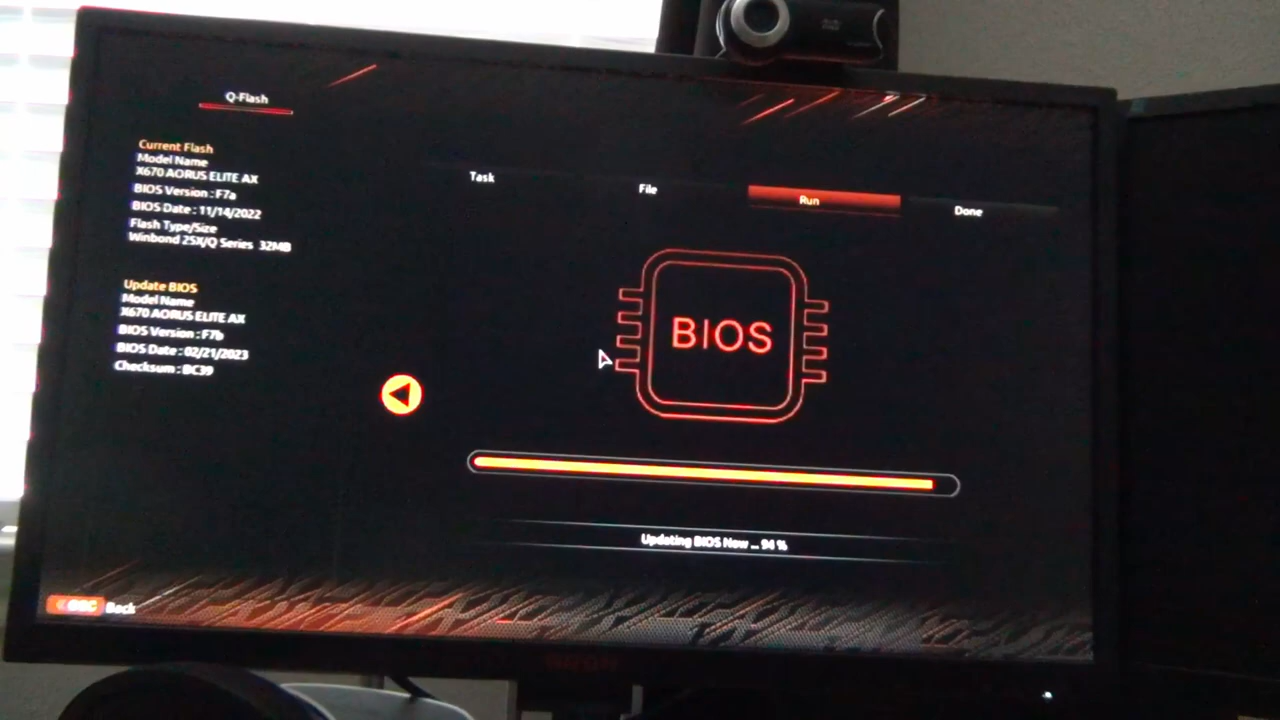 Q-Flash
Current Flash
Model Name
X670 AORUS ELITE AX
BIOS Version : F7a
BIOS Date : 11/14/2022
Flash Type/Size
Winbond 25X/Q Series 32MB
Update BIOS
Model Name
X670 AORUS ELITE AX
BIOS Version : F7b
BIOS Date : 02/21/2023
Checksum : BC39
Task
File
Run
Done
BIOS
Updating BIOS Now ... 94 %
ESC Back